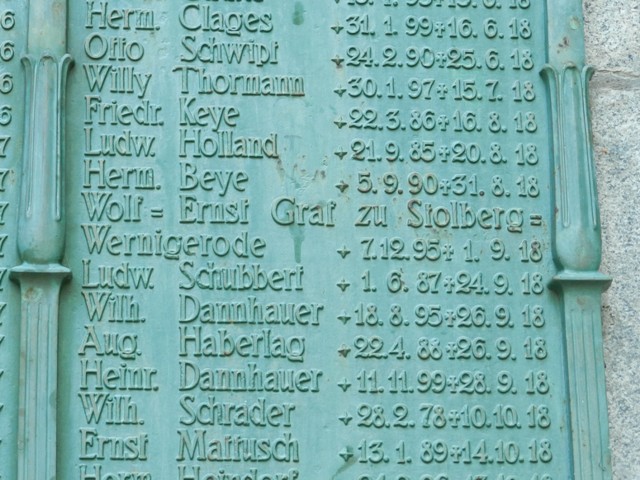 Herm. Clages +31. 1. 99+16. 6. 18
Otto Schwipt +24.2.90+25.6. 18
Willy Thormann +30.1. 97+15.7. 18
Friedr. Keye +22.3.86+16.8. 18
Ludw. Holland +21.9.85+20.8. 18
Herm. Beye + 5.9.90+31. 8. 18
Wolf= Ernst Graf zu Stolberg=
Wernigerode + 7.12.95+ 1. 9. 18
Ludw. Schubbert + 1. 6. 87+24.9. 18
Wilh. Dannhauer +18. 8.95+26.9. 18
Aug. Haberlag +22.4. 88+26.9. 18
Heinr. Dannhauer +11.11.99+28.9. 18
Wilh. Schrader +28.2.78+10.10. 18
Ernst Mattusch +13. 1. 89+14.10. 18
Herm. Heindorf